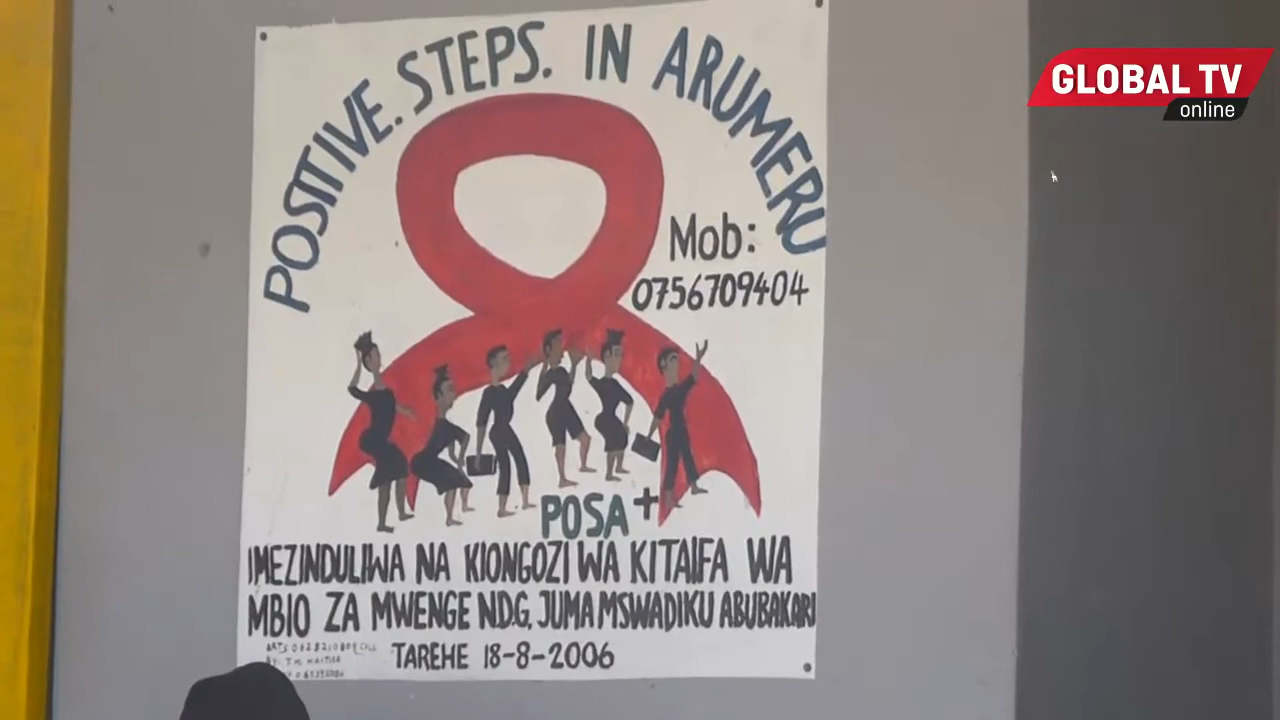 POSITIVE. STEPS. IN ARUMERU
Mob:
0756709404
POSA+
IMEZINDULIWA NA KIONGOZI WA KITAIFA WA
MBIO ZA MWENGE NDG. JUMA MSWADIKU ABUBAKARI
TAREHE 18-8-2006
GLOBAL TV
online